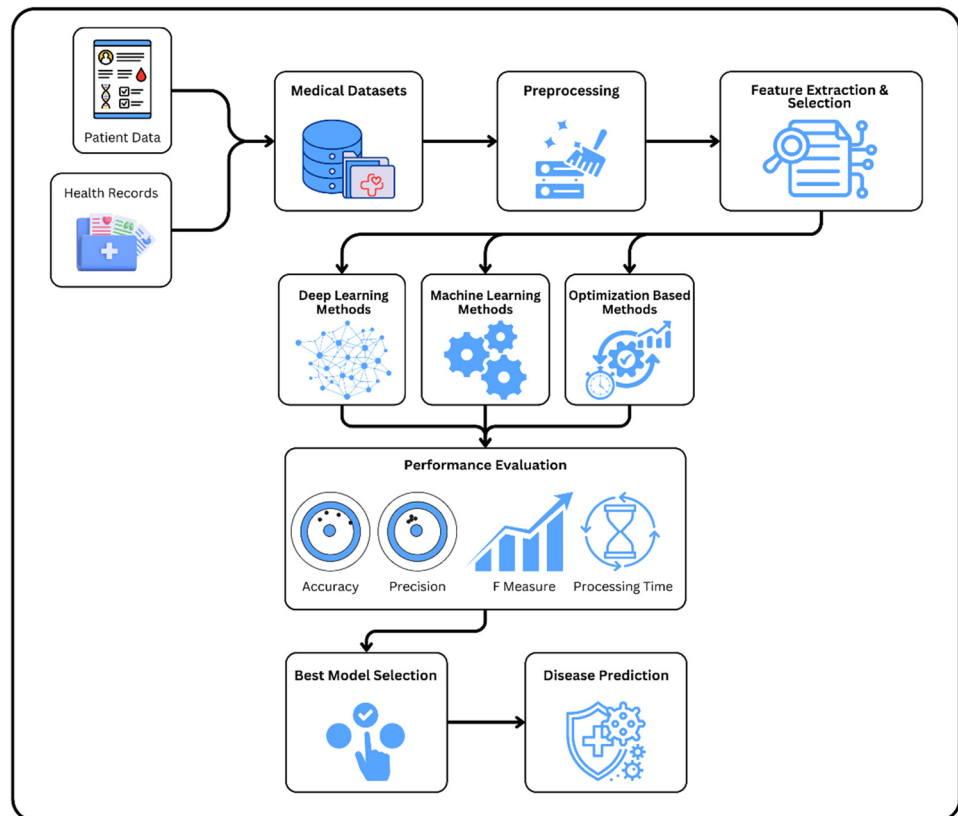 Patient Data
Health Records
Medical Datasets
Preprocessing
Feature Extraction &
Selection
Deep Learning
Methods
Machine Learning
Methods
Optimization Based
Methods
Performance Evaluation
Accuracy
Precision
F Measure
Processing Time
Best Model Selection
Disease Prediction